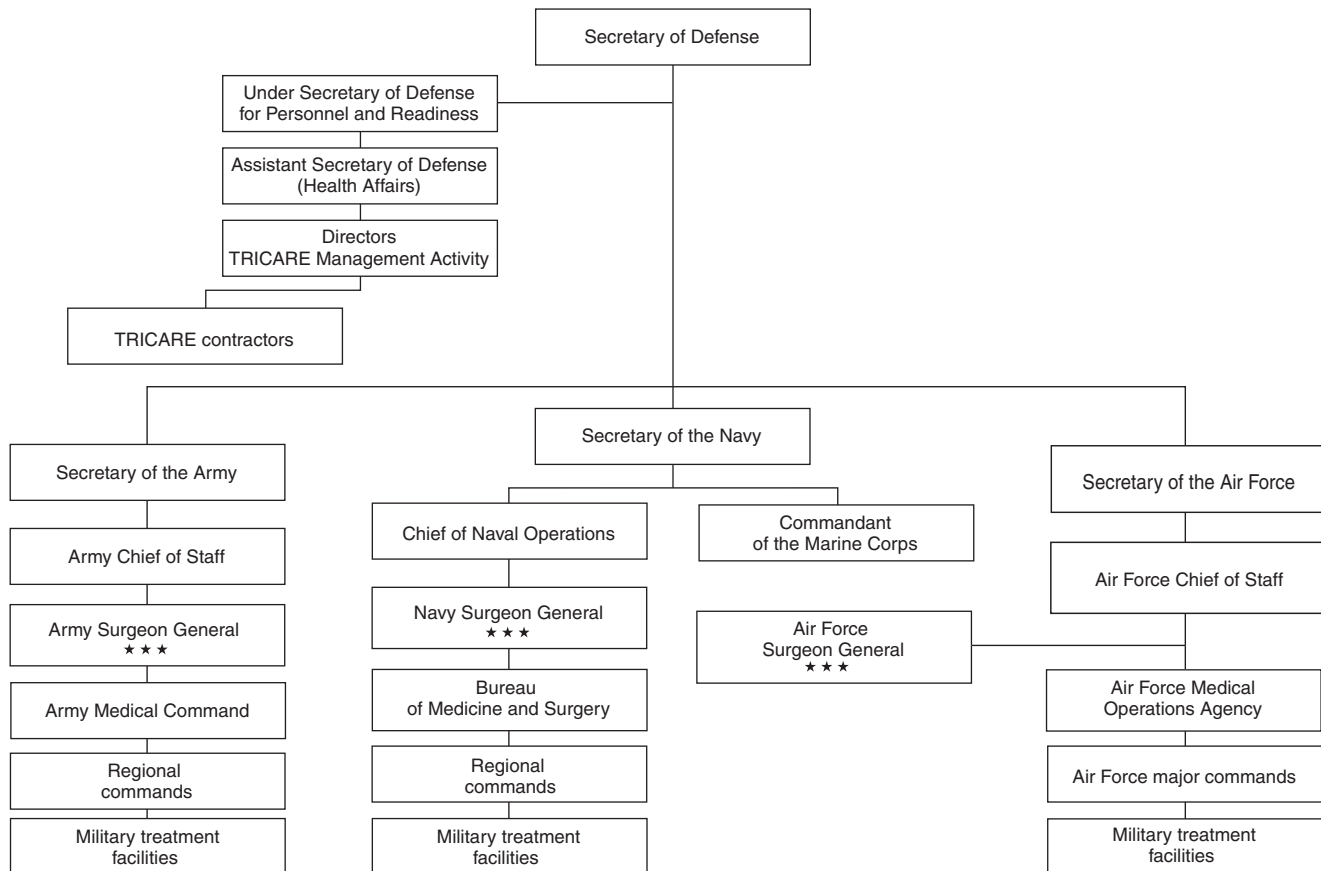 Secretary of Defense
Under Secretary of Defense
for Personnel and Readiness
Assistant Secretary of Defense
(Health Affairs)
Directors
TRICARE Management Activity
TRICARE contractors
Secretary of the Army
Army Chief of Staff
Army Surgeon General
★ ★ ★
Army Medical Command
Regional
commands
Military treatment
facilities
Secretary of the Navy
Chief of Naval Operations
Navy Surgeon General
★ ★ ★
Bureau
of Medicine and Surgery
Regional
commands
Military treatment
facilities
Commandant
of the Marine Corps
Secretary of the Air Force
Air Force Chief of Staff
Air Force
Surgeon General
★ ★ ★
Air Force Medical
Operations Agency
Air Force major commands
Military treatment
facilities